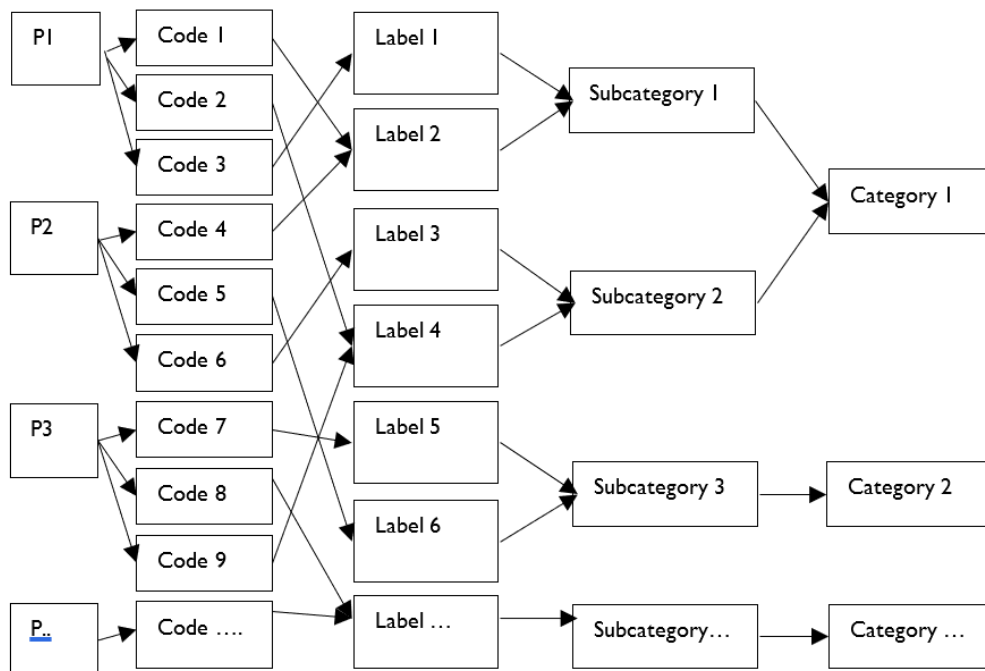 P1
Code 1
Code 2
Code 3
P2
Code 4
Code 5
Code 6
P3
Code 7
Code 8
Code 9
P..
Code ....
Label 1
Label 2
Label 3
Label 4
Label 5
Label 6
Label ...
Subcategory 1
Subcategory 2
Subcategory 3
Subcategory...
Category 1
Category 2
Category ...